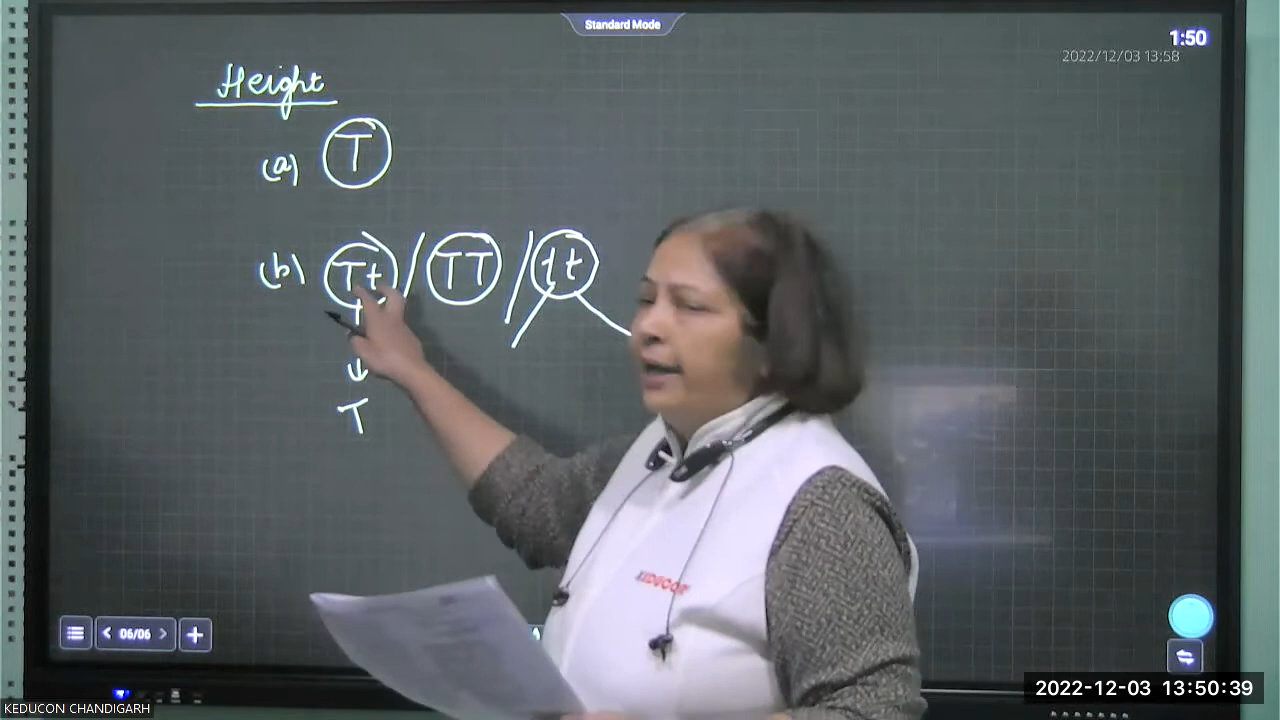 Standard Mode
1:50
2022/12/03 13:58
Height
(a) T
(b) Tt / TT / tt
T
06/06
KEDUCON
2022-12-03 13:50:39
KEDUCON CHANDIGARH